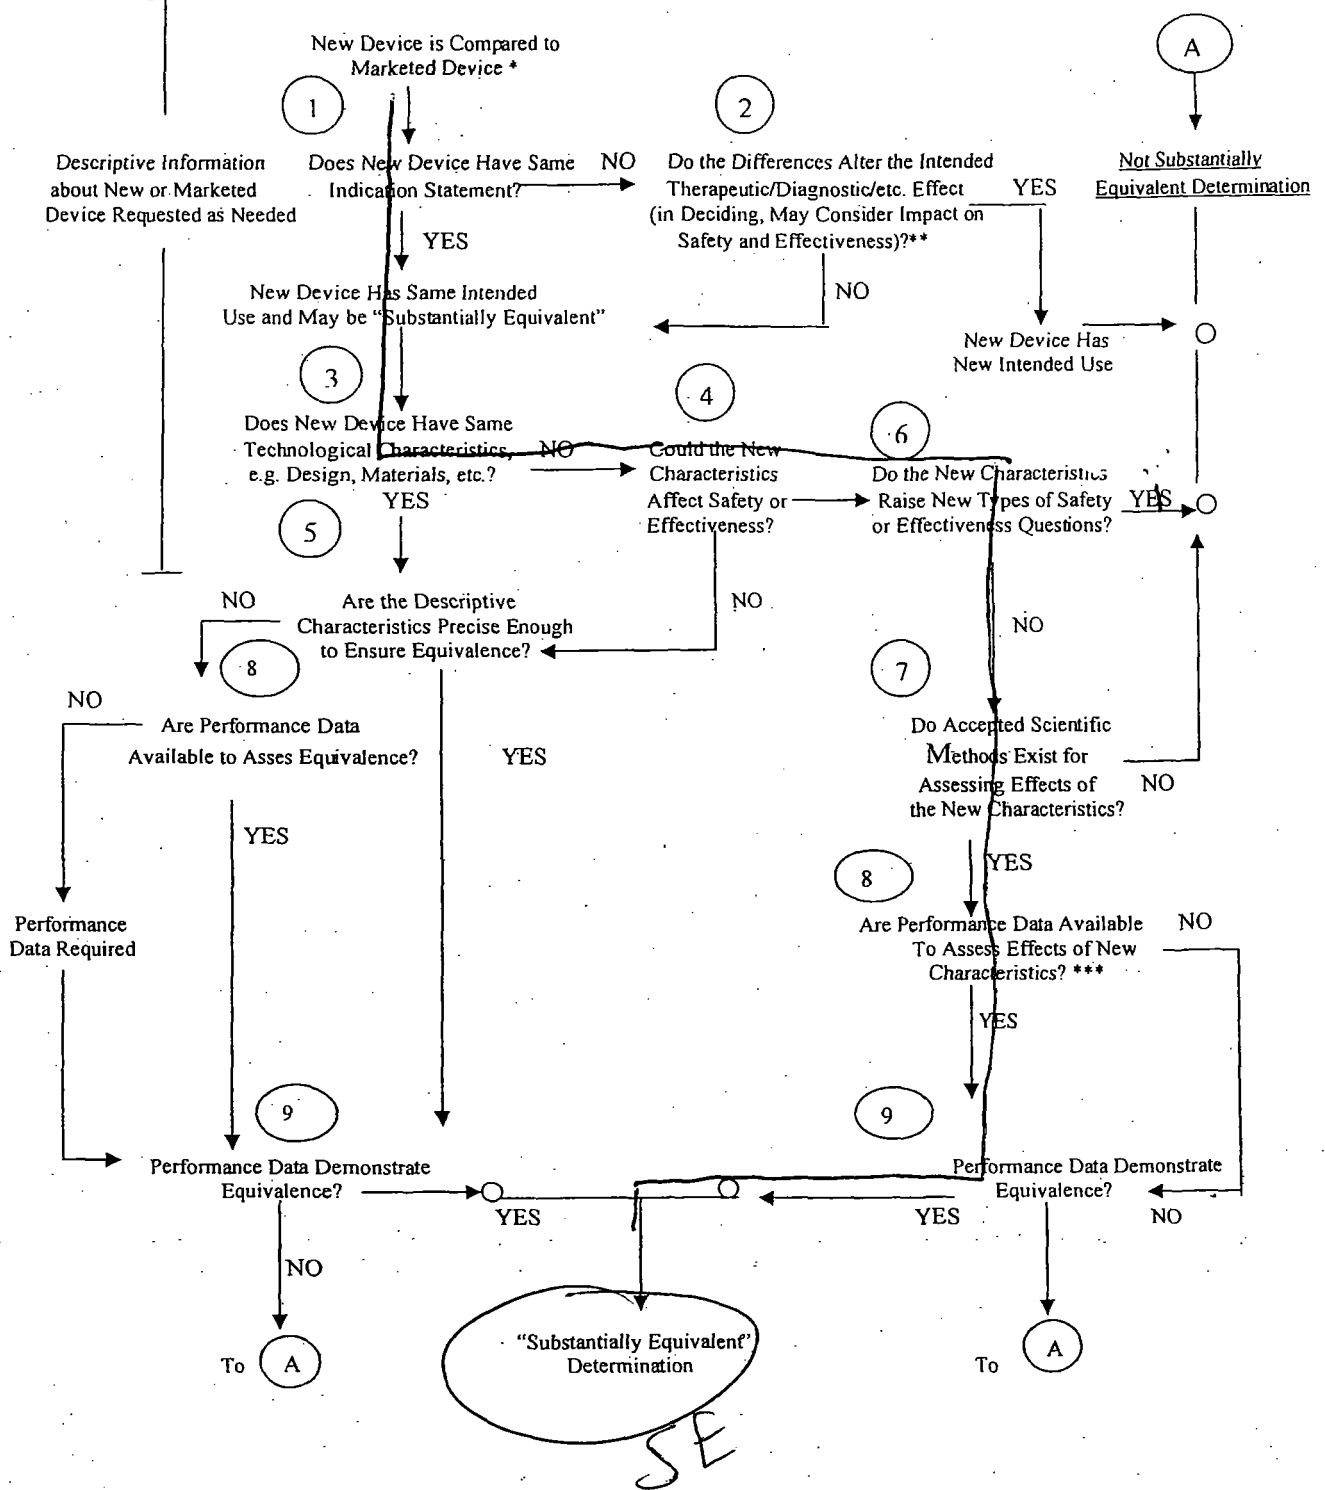 New Device is Compared to
Marketed Device *
A
1
2
Descriptive Information
about New or Marketed
Device Requested as Needed
Does New Device Have Same
Indication Statement?
NO
Do the Differences Alter the Intended
Therapeutic/Diagnostic/etc. Effect
(in Deciding, May Consider Impact on
Safety and Effectiveness)?**
YES
Not Substantially
Equivalent Determination
YES
NO
New Device Has Same Intended
Use and May be "Substantially Equivalent"
New Device Has
New Intended Use
3
4
6
Does New Device Have Same
Technological Characteristics,
e.g. Design, Materials, etc.?
NO
Could the New
Characteristics
Affect Safety or
Effectiveness?
Do the New Characteristics
Raise New Types of Safety
or Effectiveness Questions?
YES
YES
5
NO
Are the Descriptive
Characteristics Precise Enough
to Ensure Equivalence?
NO
NO
8
7
NO
Are Performance Data
Available to Asses Equivalence?
YES
Do Accepted Scientific
Methods Exist for
Assessing Effects of
the New Characteristics?
NO
YES
YES
8
Performance
Data Required
Are Performance Data Available
To Assess Effects of New
Characteristics? ***
NO
YES
9
9
Performance Data Demonstrate
Equivalence?
YES
YES
Performance Data Demonstrate
Equivalence?
NO
NO
To A
"Substantially Equivalent"
Determination
To A
SE